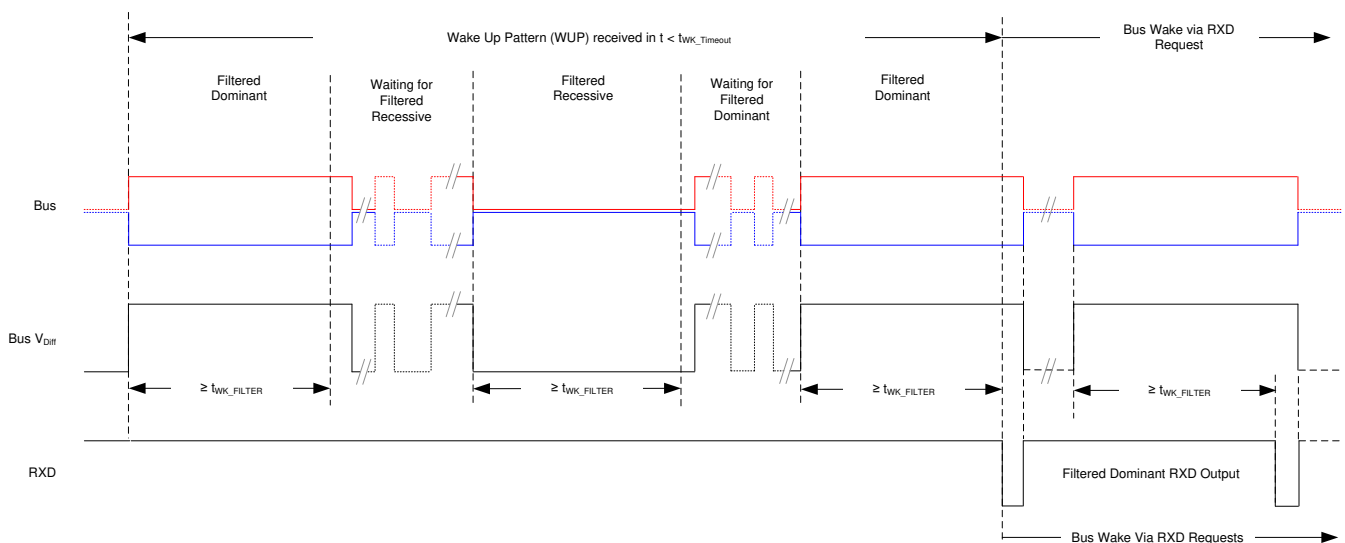 Wake Up Pattern (WUP) received in t < tWK_Timeout
Bus Wake via RXD
Request
Filtered
Dominant
Waiting for
Filtered
Recessive
Filtered
Recessive
Waiting for
Filtered
Dominant
Filtered
Dominant
Bus
Bus VDiff
≥ tWK_FILTER
≥ tWK_FILTER
≥ tWK_FILTER
≥ tWK_FILTER
RXD
Filtered Dominant RXD Output
Bus Wake Via RXD Requests